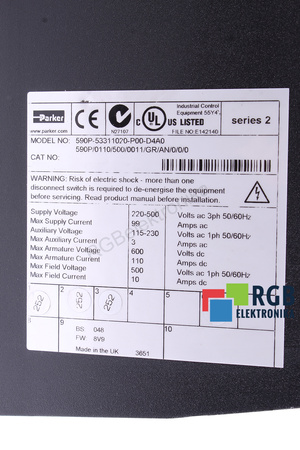 Parker
www.parker.com
CE
N27107
C UL US LISTED
Industrial Control
Equipment 45Y
FILE NO E142140
series 2
MODEL NO: 590P-53311020-P00-D4A0
590P/0110/500/0011/GR/AN/0/0/0
CAT NO:
WARNING: Risk of electric shock - more than one
disconnect switch is required to de-energise the equipment
before servicing. Read product manual before installation.
Supply Voltage 220-500 Volts ac 3ph 50/60Hz
Max Supply Current 99 Amps ac
Auxiliary Voltage 115-230 Volts ac 1ph 50/60Hz
Max Auxiliary Current 3 Amps ac
Max Armature Voltage 600 Volts dc
Max Armature Current 110 Amps dc
Max Field Voltage 500 Volts ac 1ph 50/60Hz
Max Field Current 10 Amps dc
1 2 3 4 5
252 252 252
9 10
BS 048
FW 8V9
Made in the UK 3651
RGB
ELEKTRONIKA